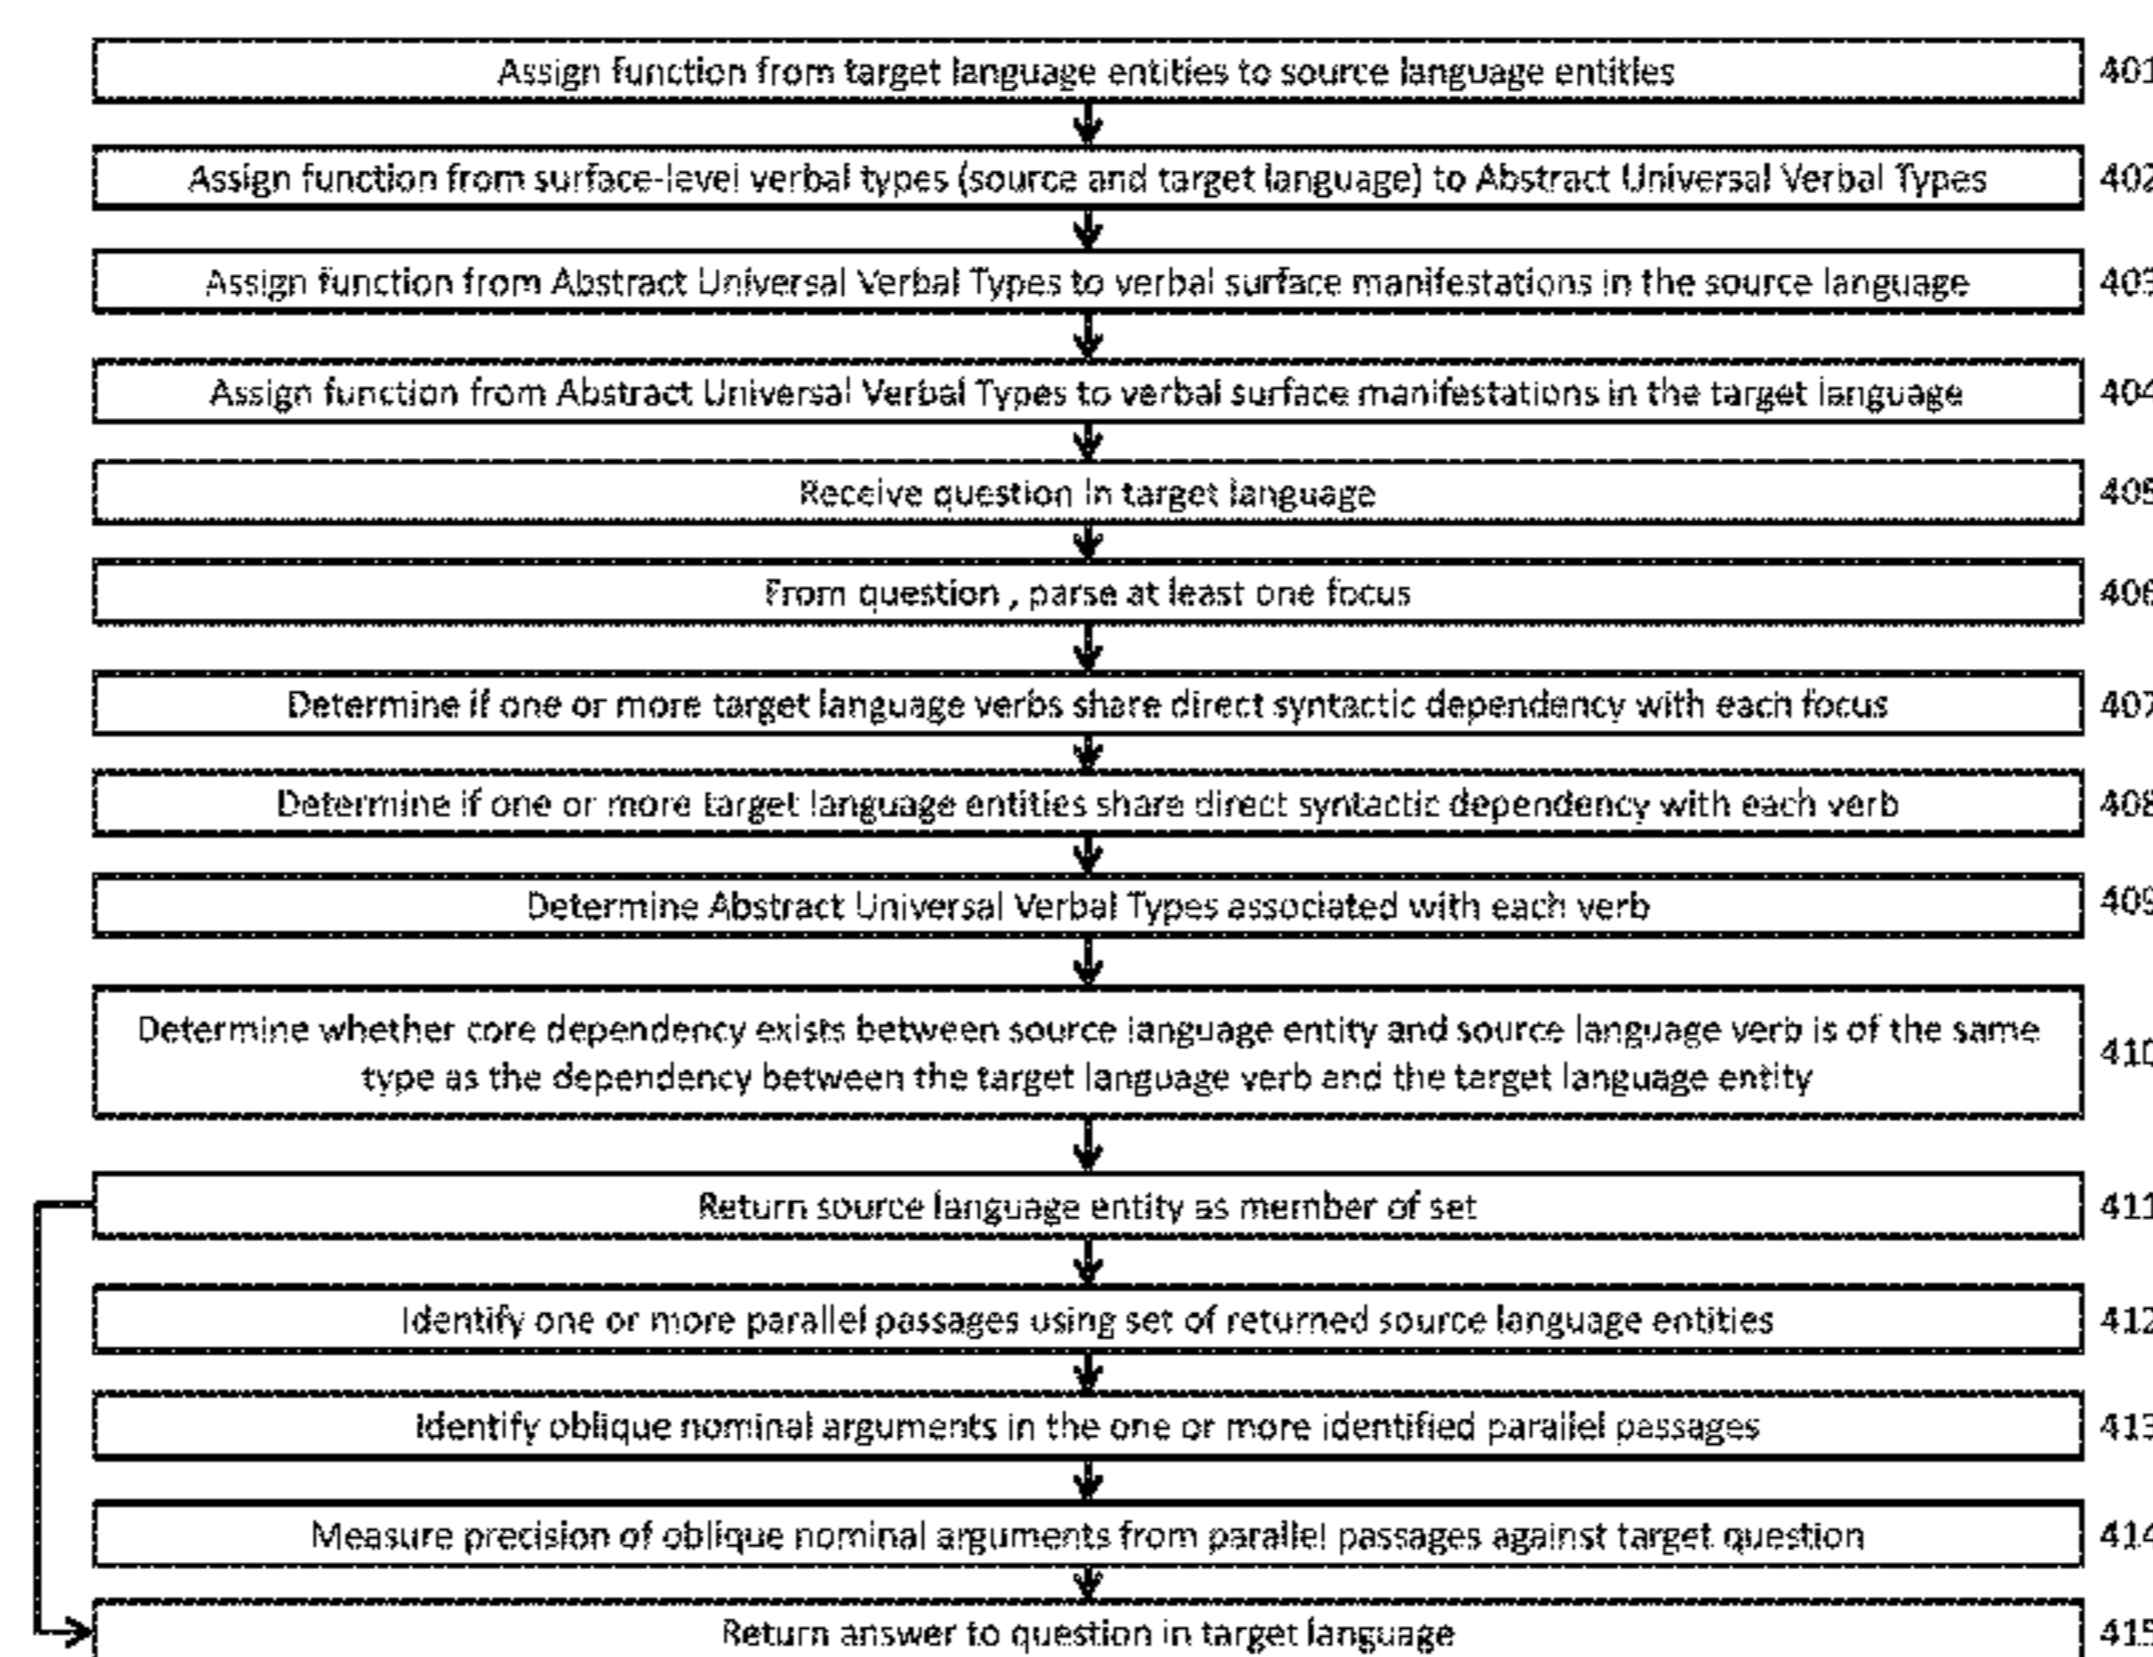 Assign function from target language entities to source language entities 401
Assign function from surface-level verbal types (source and target language) to Abstract Universal Verbal Types 402
Assign function from Abstract Universal Verbal Types to verbal surface manifestations in the source language 403
Assign function from Abstract Universal Verbal Types to verbal surface manifestations in the target language 404
Receive question in target language 405
From question , parse at least one focus 406
Determine if one or more target language verbs share direct syntactic dependency with each focus 407
Determine if one or more target language entities share direct syntactic dependency with each verb 408
Determine Abstract Universal Verbal Types associated with each verb 409
Determine whether core dependency exists between source language entity and source language verb is of the same
type as the dependency between the target language verb and the target language entity
410
Return source language entity as member of set 411
Identify one or more parallel passages using set of returned source language entities 412
Identify oblique nominal arguments in the one or more identified parallel passages 413
Measure precision of oblique nominal arguments from parallel passages against target question 414
Return answer to question in target language 415